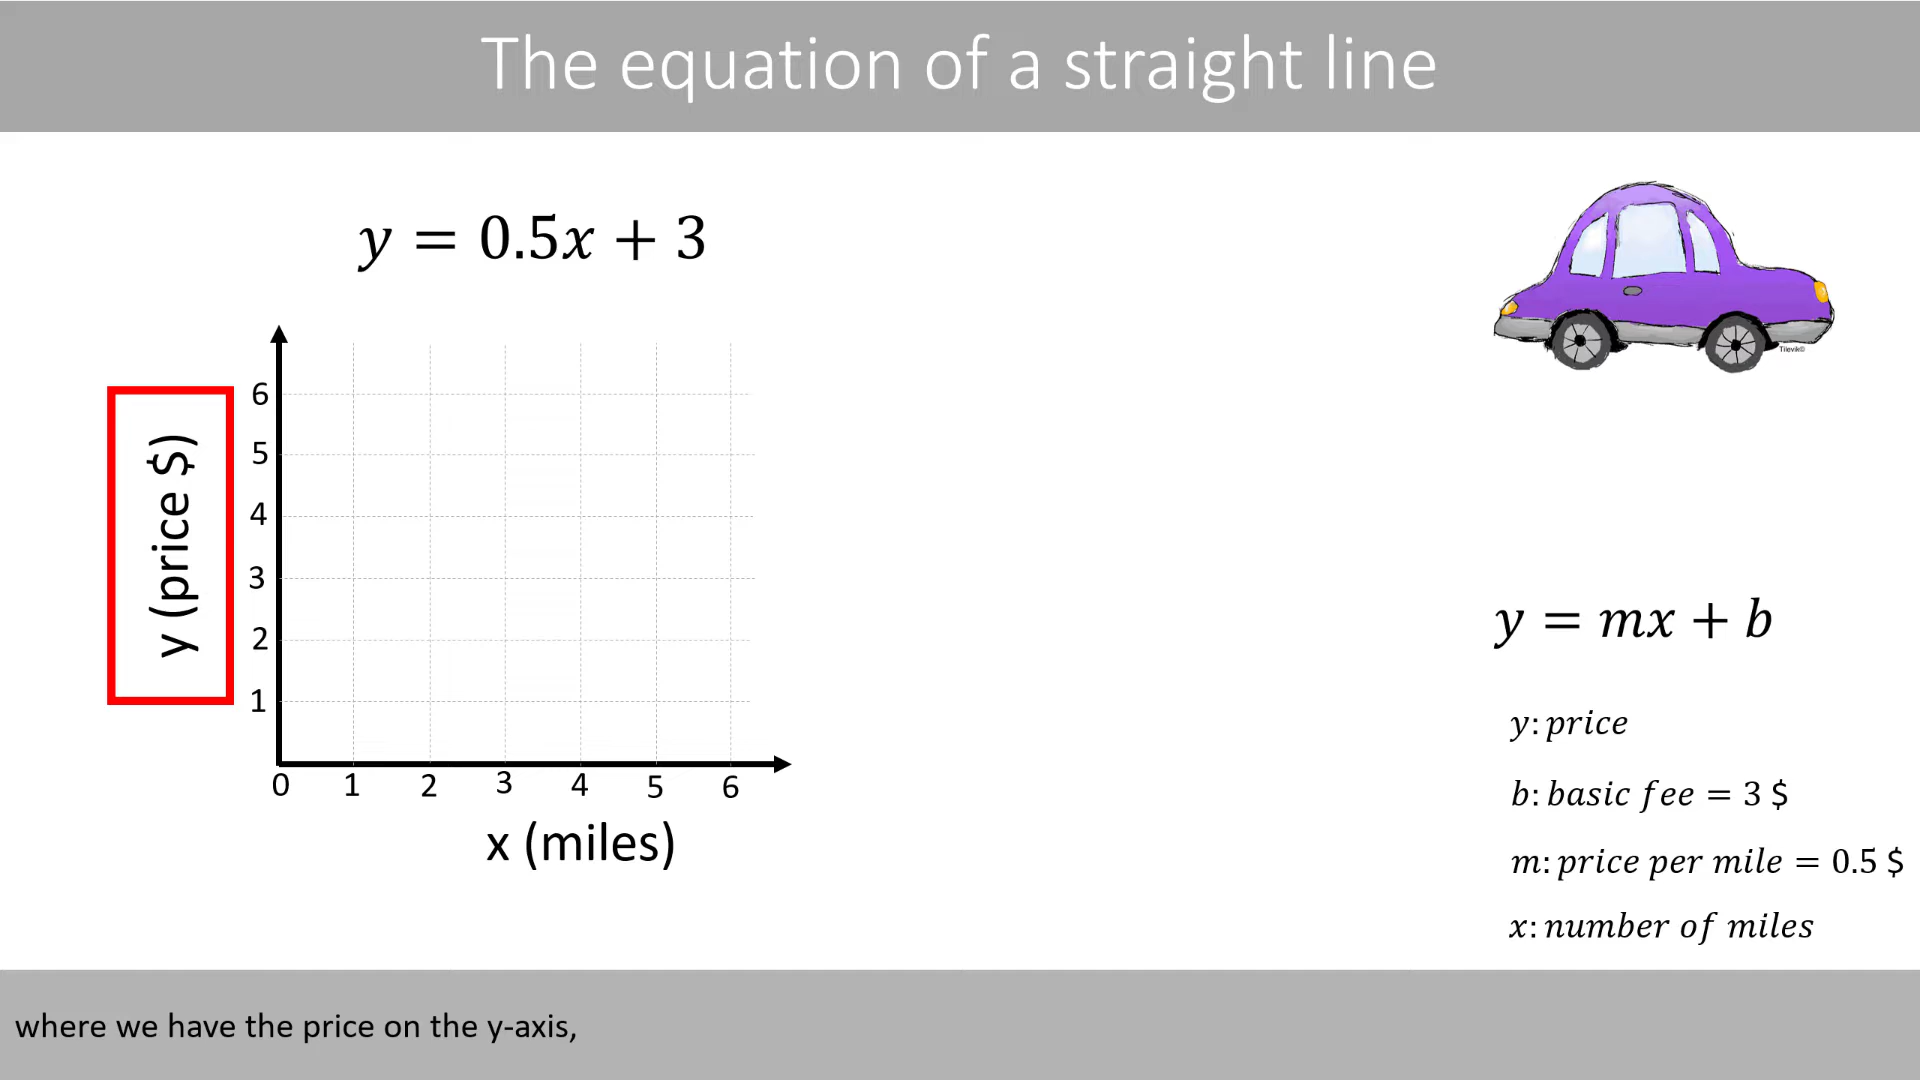 The equation of a straight line
y = 0.5x + 3
6
5
4
3
2
1
y (price $)
0 1 2 3 4 5 6
x (miles)
Tilevik©
y = mx + b
y: price
b: basic fee = 3 $
m: price per mile = 0.5 $
x: number of miles
where we have the price on the y-axis,